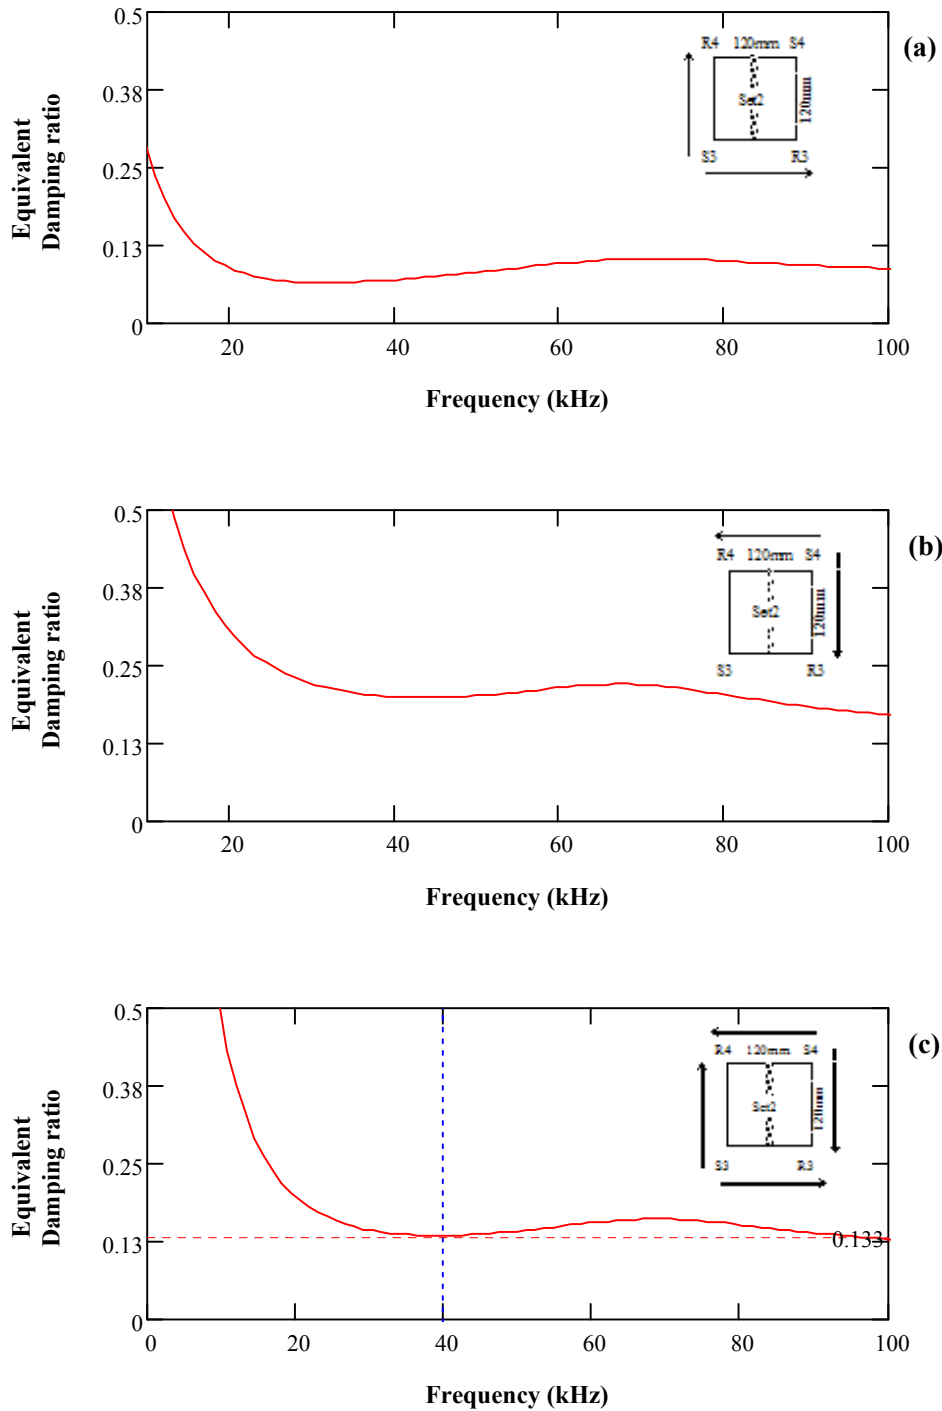 0.5
(a)
R4 120mm S4
0.38
Set2
120mm
Equivalent
Damping ratio
0.25
S3 R3
0.13
0
20 40 60 80 100
Frequency (kHz)
0.5
(b)
R4 120mm S4
0.38
Set2
120mm
Equivalent
Damping ratio
0.25
S3 R3
0.13
0
20 40 60 80 100
Frequency (kHz)
0.5
(c)
R4 120mm S4
0.38
Set2
120mm
Equivalent
Damping ratio
0.25
S3 R3
0.13
0.133
0
0 20 40 60 80 100
Frequency (kHz)